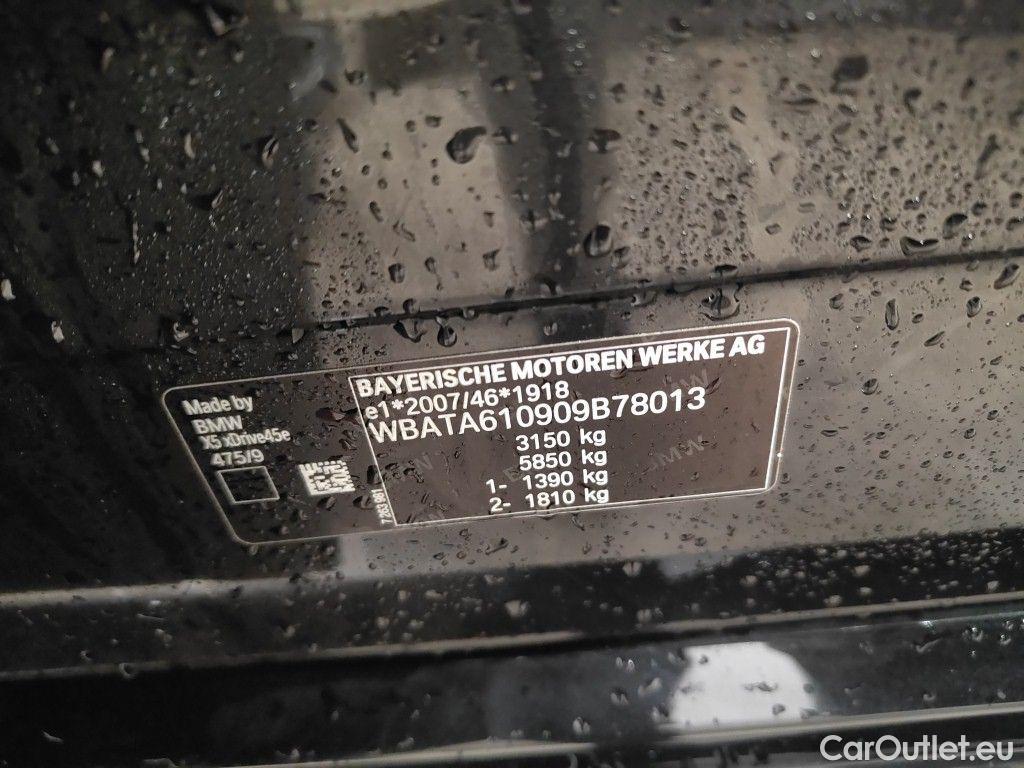 Made by
BMW
X5 xDrive45e
475/9
BAYERISCHE MOTOREN WERKE AG
e1*2007/46*1918
WBATA610909B78013
3150 kg
5850 kg
1- 1390 kg
2- 1810 kg
BMW
CarOutlet.eu